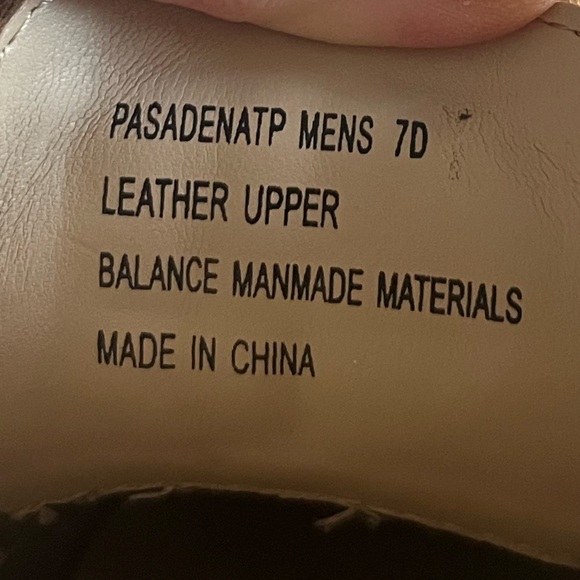 PASADENATP MENS 7D
LEATHER UPPER
BALANCE MANMADE MATERIALS
MADE IN CHINA